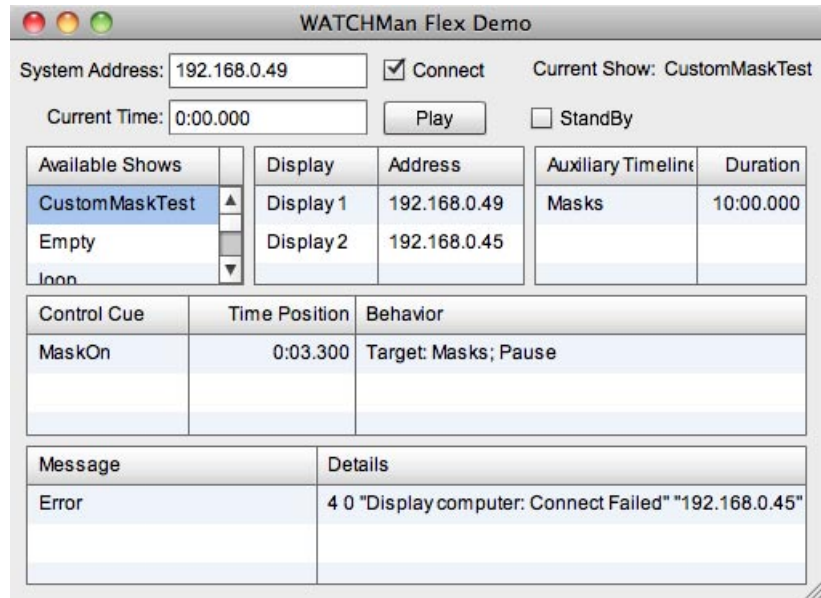 WATCHMan Flex Demo
System Address: 192.168.0.49 Connect Current Show: CustomMaskTest
Current Time: 0:00.000 Play StandBy
Available Shows Display Address Auxiliary Timeline Duration
CustomMaskTest Display 1 192.168.0.49 Masks 10:00.000
Empty Display 2 192.168.0.45
loop
Control Cue Time Position Behavior
MaskOn 0:03.300 Target: Masks; Pause
Message Details
Error 4 0 "Display computer: Connect Failed" "192.168.0.45"